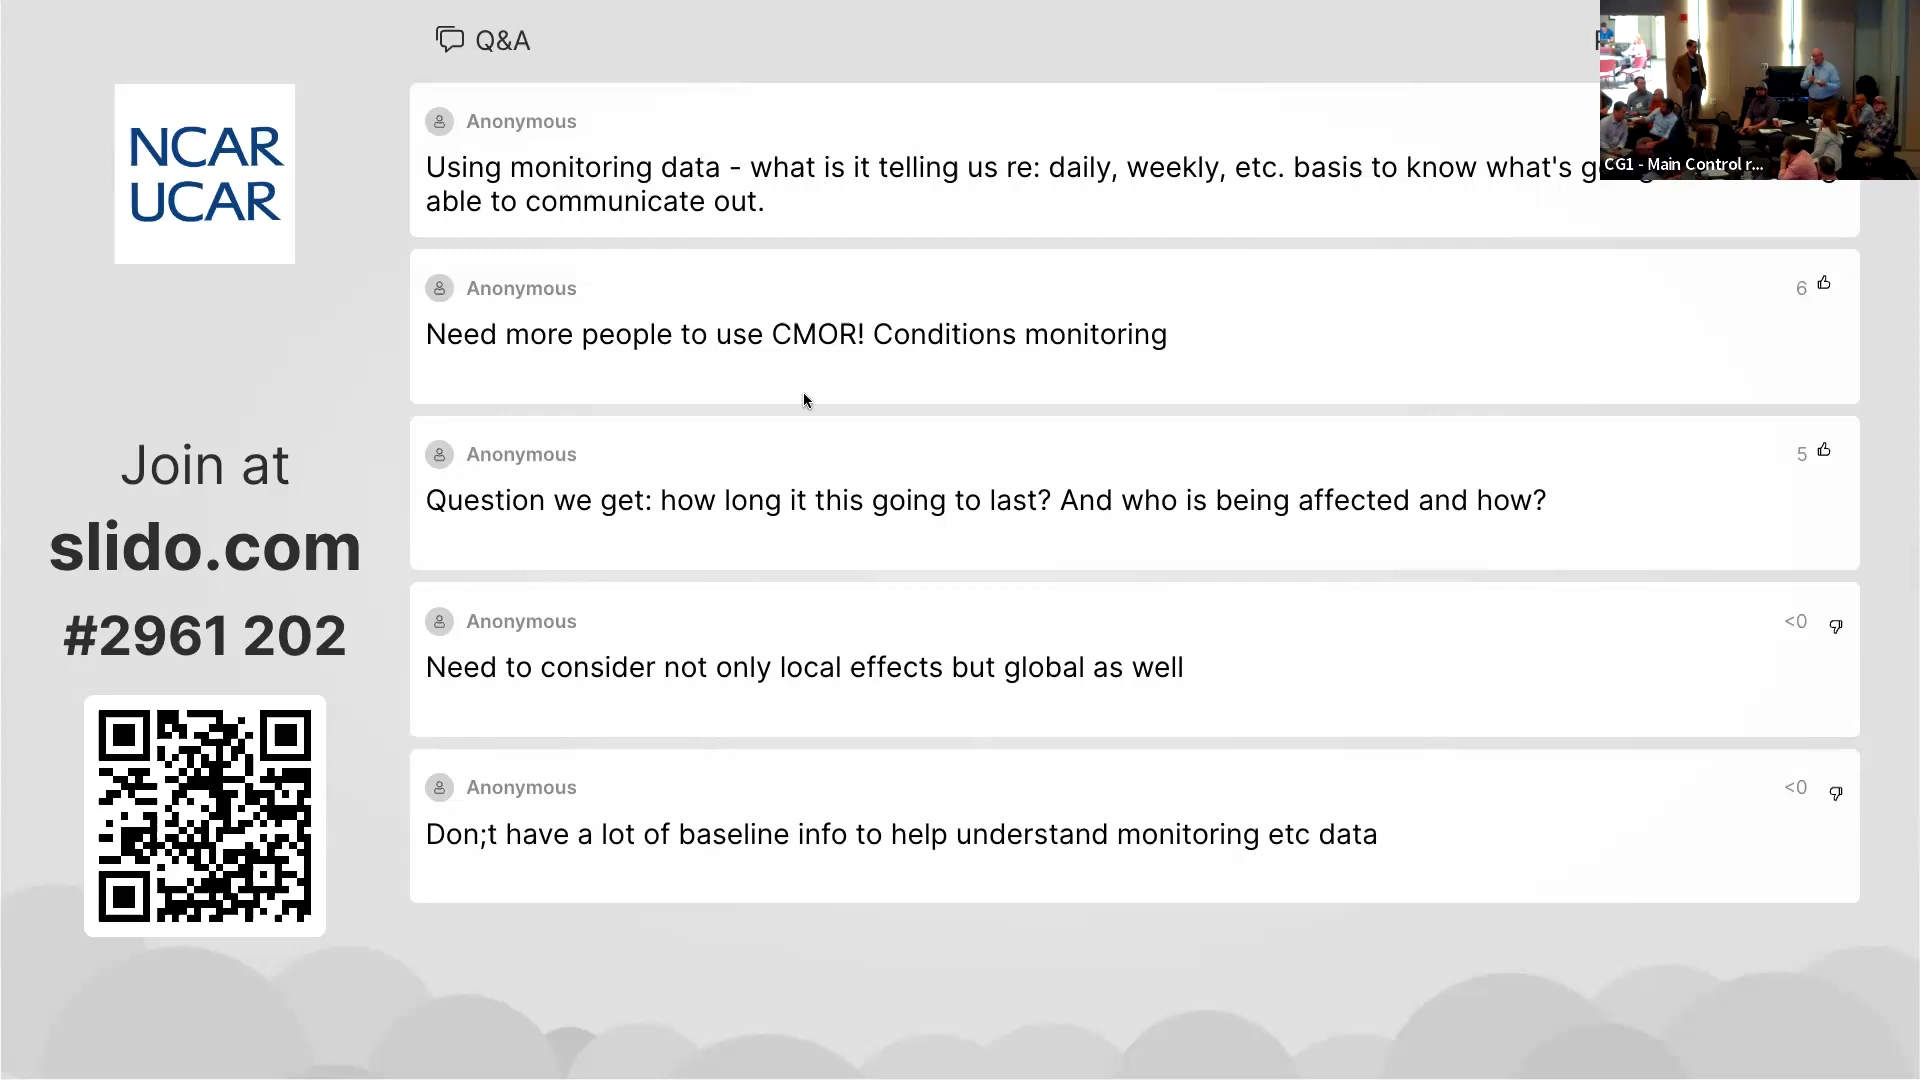 Q&A
NCAR
UCAR
Join at
slido.com
#2961 202
Anonymous
Using monitoring data - what is it telling us re: daily, weekly, etc. basis to know what's
able to communicate out.
Anonymous
6
Need more people to use CMOR! Conditions monitoring
Anonymous
5
Question we get: how long it this going to last? And who is being affected and how?
Anonymous
<0
Need to consider not only local effects but global as well
Anonymous
<0
Don;t have a lot of baseline info to help understand monitoring etc data
CG1 - Main Control r...